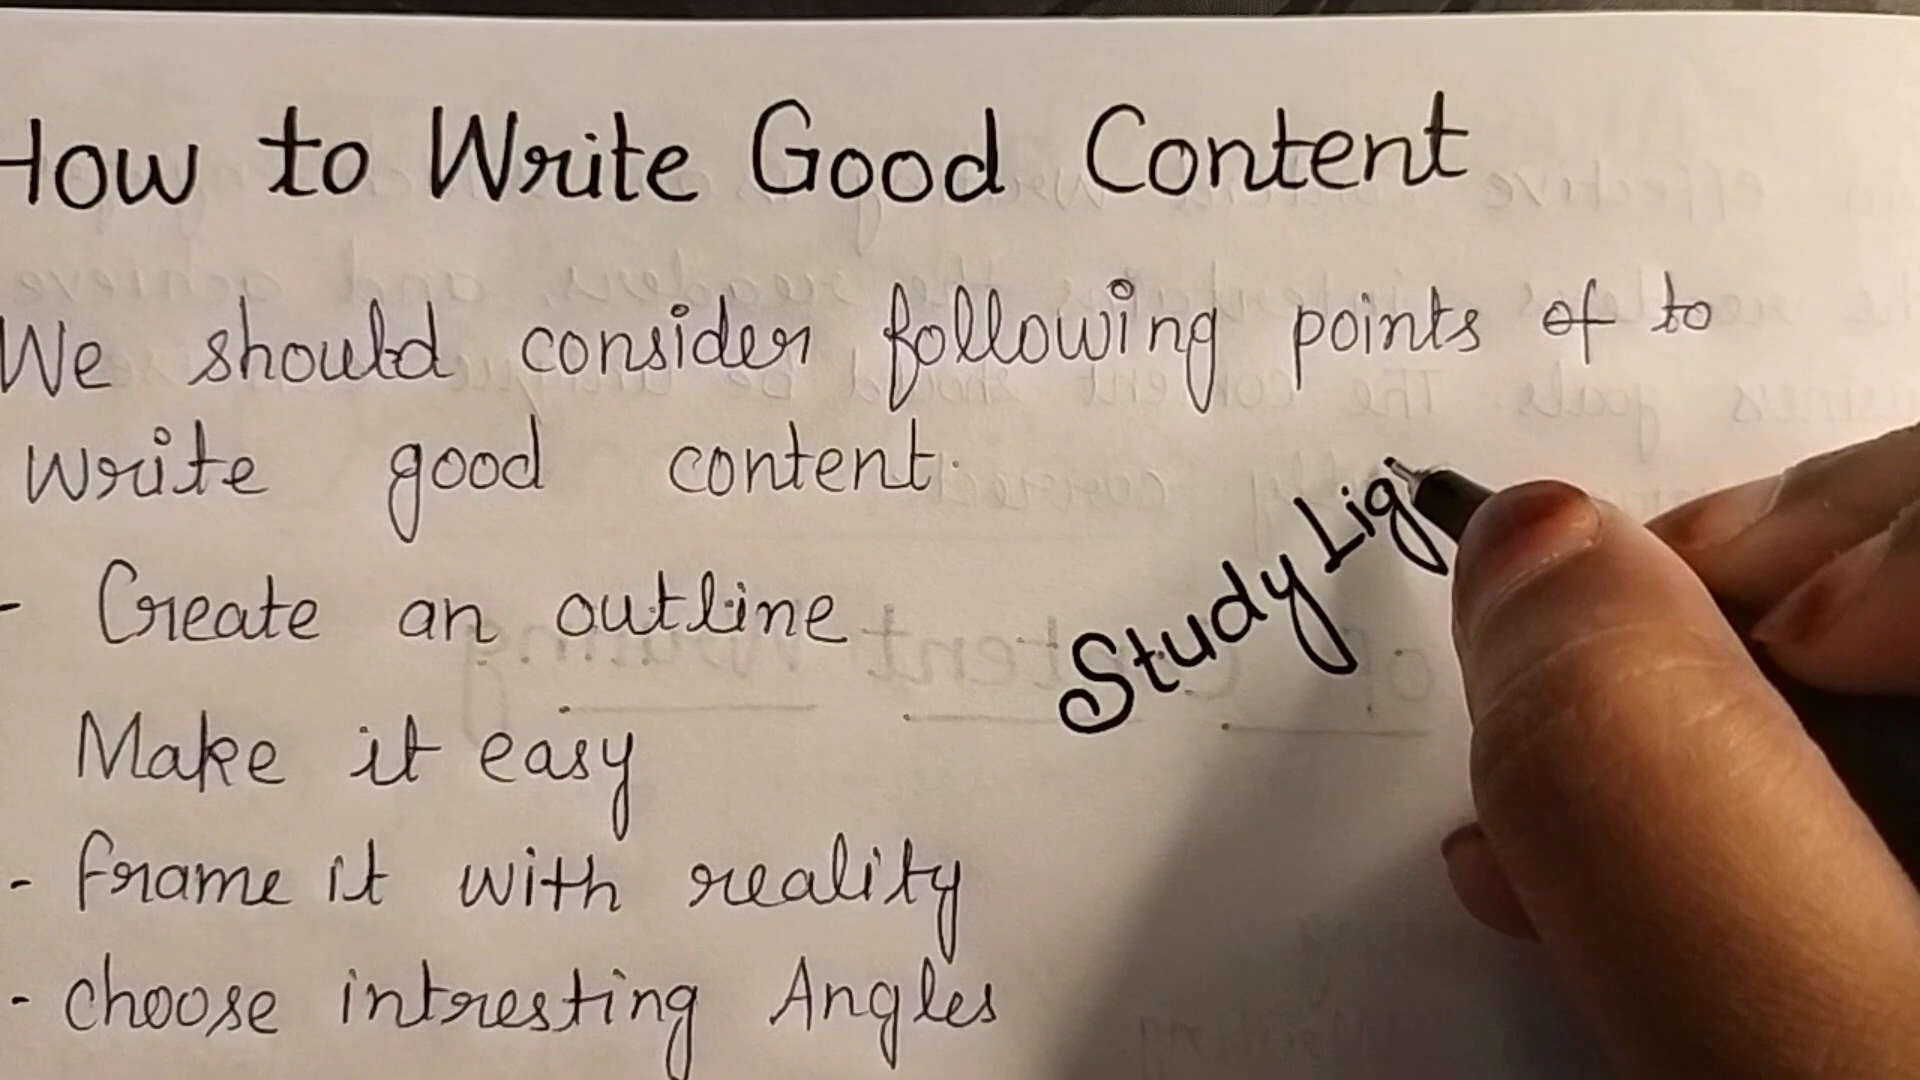 How to Write Good Content
We should consider following points of to
write good content.
- Create an outline
Make it easy
- frame it with reality
- choose intresting Angles
Study Lig